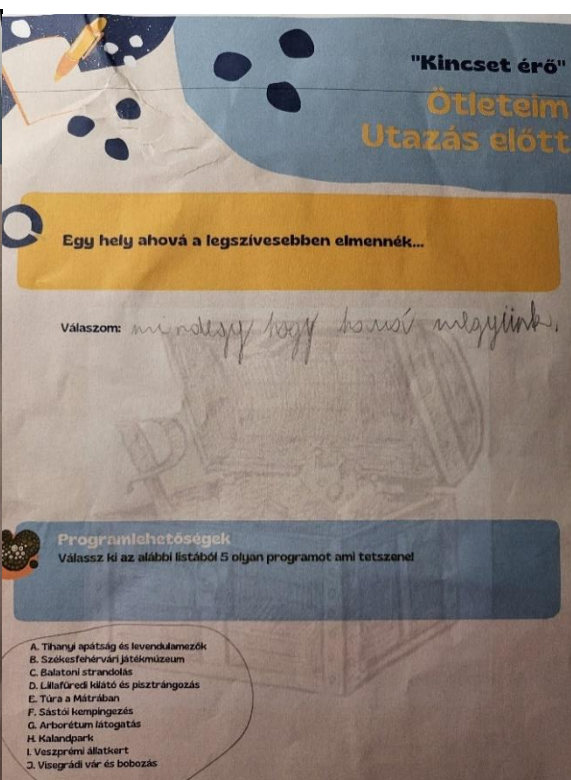 "Kincset érő"
Ötleteim
Utazás előtt
Egy hely ahová a legszívesebben elmennék...
Válaszom: mindegy hogy hová megyünk.
Programlehetőségek
Válassz ki az alábbi listából 5 olyan programot ami tetszene!
A. Tihanyi apátság és levendulamezők
B. Székesfehérvári játékmúzeum
C. Balatoni strandolás
D. Lillafüredi kilátó és pisztrángozás
E. Túra a Mátrában
F. Sástói kempingezés
G. Arborétum látogatás
H. Kalandpark
I. Veszprémi állatkert
J. Visegrádi vár és bobozás